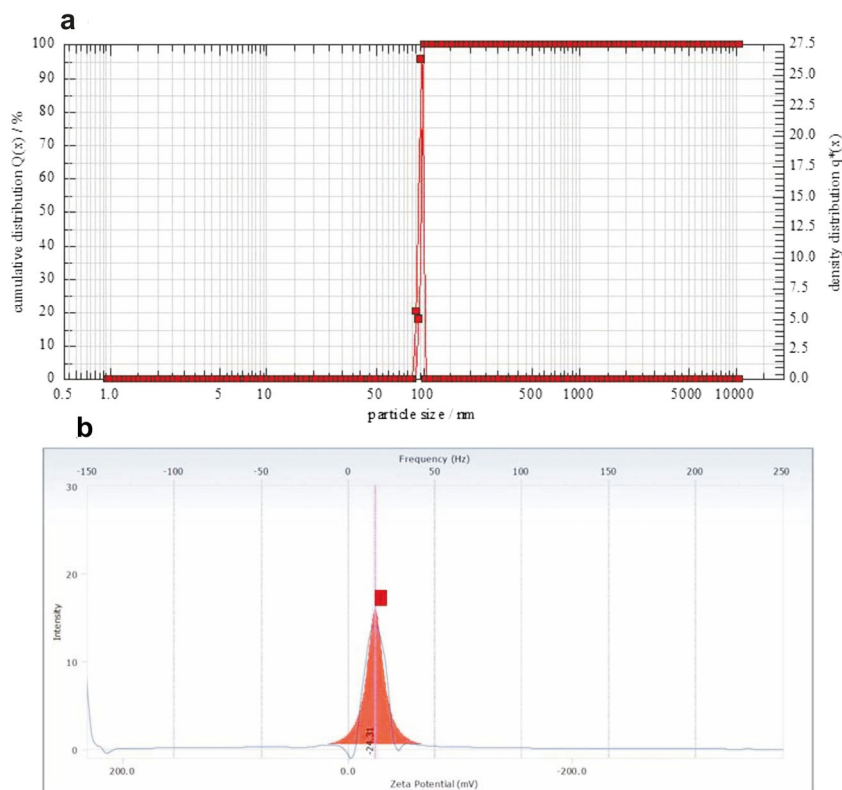 a
100
90
80
70
60
50
40
30
20
10
0
cumulative distribution Q(x) / %
27.5
25.0
22.5
20.0
17.5
15.0
12.5
10.0
7.5
5.0
2.5
0.0
density distribution q*(x)
0.5 1.0 5 10 50 100 500 1000 5000 10000
particle size / nm
b
Frequency (Hz)
-150 -100 -50 0 50 100 150 200 250
30
20
10
0
Intensity
-24.31
200.0 0.0 -200.0
Zeta Potential (mV)